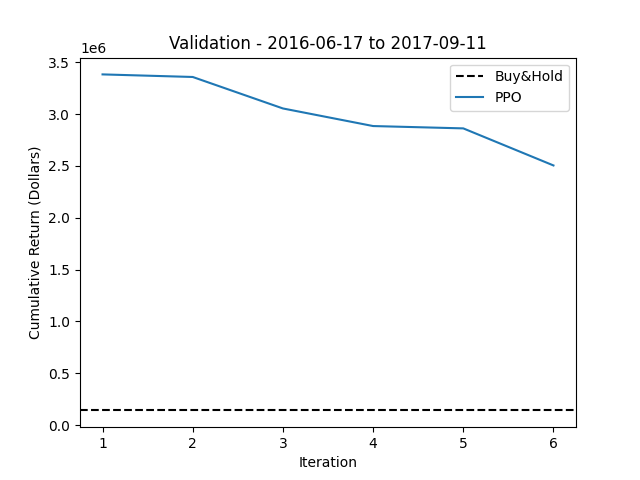 Validation - 2016-06-17 to 2017-09-11
1e6
3.5
3.0
2.5
2.0
1.5
1.0
0.5
0.0
Cumulative Return (Dollars)
Buy&Hold
PPO
1 2 3 4 5 6
Iteration